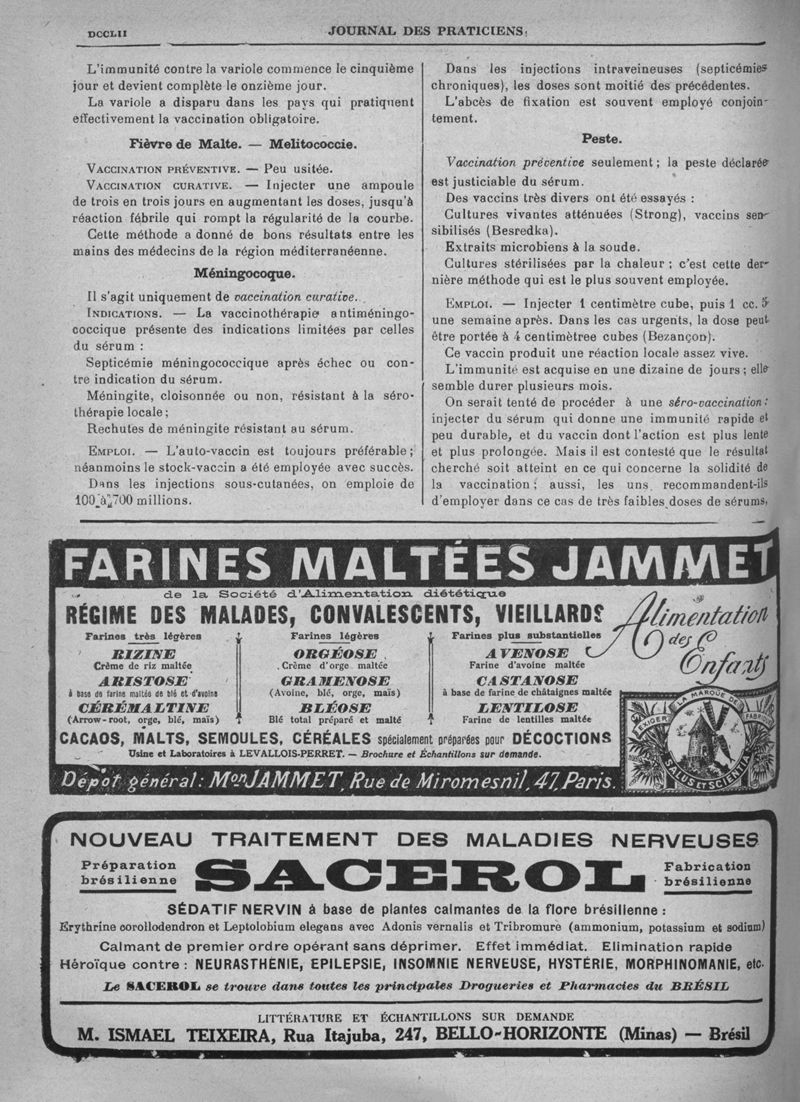 DCCLII
JOURNAL DES PRATICIENS
L'immunité contre la variole commence le cinquième
jour et devient complète le onzième jour.
La variole a disparu dans les pays qui pratiquent
effectivement la vaccination obligatoire.
Fièvre de Malte. — Melitococcie.
VACCINATION PRÉVENTIVE. — Peu usitée.
VACCINATION CURATIVE. — Injecter une ampoule
de trois en trois jours en augmentant les doses, jusqu'à
réaction fébrile qui rompt la régularité de la courbe.
Cette méthode a donné de bons résultats entre les
mains des médecins de la région méditerranéenne.
Méningocoque.
Il s'agit uniquement de vaccination curative.
INDICATIONS. — La vaccinothérapie antiméningo-
coccique présente des indications limitées par celles
du sérum :
Septicémie méningococcique après échec ou con-
tre indication du sérum.
Méningite, cloisonnée ou non, résistant à la séro-
thérapie locale;
Rechutes de méningite résistant au sérum.
EMPLOI. — L'auto-vaccin est toujours préférable;
néanmoins le stock-vaccin a été employée avec succès.
Dans les injections sous-cutanées, on emploie de
100 à 700 millions.
Dans les injections intraveineuses (septicémies
chroniques), les doses sont moitié des précédentes.
L'abcès de fixation est souvent employé conjoin-
tement.
Peste.
Vaccination préventive seulement; la peste déclarée
est justiciable du sérum.
Des vaccins très divers ont été essayés :
Cultures vivantes atténuées (Strong), vaccins sen-
sibilisés (Besredka).
Extraits microbiens à la soude.
Cultures stérilisées par la chaleur; c'est cette der-
nière méthode qui est le plus souvent employée.
EMPLOI. — Injecter 1 centimètre cube, puis 1 cc. 5
une semaine après. Dans les cas urgents, la dose peut
être portée à 4 centimètree cubes (Bezançon).
Ce vaccin produit une réaction locale assez vive.
L'immunité est acquise en une dizaine de jours; elle
semble durer plusieurs mois.
On serait tenté de procéder à une séro-vaccination :
injecter du sérum qui donne une immunité rapide et
peu durable, et du vaccin dont l'action est plus lente
et plus prolongée. Mais il est contesté que le résultat
cherché soit atteint en ce qui concerne la solidité de
la vaccination; aussi, les uns recommandent-ils
d'employer dans ce cas de très faibles doses de sérums,
FARINES MALTÉES JAMMET
de la Société d'Alimentation diététique
RÉGIME DES MALADES, CONVALESCENTS, VIEILLARDS
Alimentation
des
Enfants
Farines très légères
RIZINE
Crème de riz maltée
ARISTOSE
à base de farine maltée de blé et d'avoine
CÉRÉMALTINE
(Arrow-root, orge, blé, maïs)
Farines légères
ORGÉOSE
Crème d'orge maltée
GRAMENOSE
(Avoine, blé, orge, maïs)
BLÉOSE
Blé total préparé et malté
Farines plus substantielles
AVENOSE
Farine d'avoine maltée
CASTANOSE
à base de farine de châtaignes maltée
LENTILOSE
Farine de lentilles maltée
CACAOS, MALTS, SEMOULES, CÉRÉALES spécialement préparées pour DÉCOCTIONS
Usine et Laboratoires à LEVALLOIS-PERRET. — Brochure et Échantillons sur demande.
EXIGER LA MARQUE DE FABRIQUE
SALUS ET SCIENTIA
Dépôt général: Mon JAMMET, Rue de Miromesnil, 47, Paris.
NOUVEAU TRAITEMENT DES MALADIES NERVEUSES
Préparation
brésilienne
SACEROL
Fabrication
brésilienne
SÉDATIF NERVIN à base de plantes calmantes de la flore brésilienne :
Erythrine corollodendron et Leptolobium elegans avec Adonis vernalis et Tribromure (ammonium, potassium et sodium)
Calmant de premier ordre opérant sans déprimer. Effet immédiat. Elimination rapide
Héroïque contre : NEURASTHÉNIE, EPILEPSIE, INSOMNIE NERVEUSE, HYSTÉRIE, MORPHINOMANIE, etc.
Le SACEROL se trouve dans toutes les principales Drogueries et Pharmacies du BRÉSIL
LITTÉRATURE ET ÉCHANTILLONS SUR DEMANDE
M. ISMAEL TEIXEIRA, Rua Itajuba, 247, BELLO-HORIZONTE (Minas) — Brésil